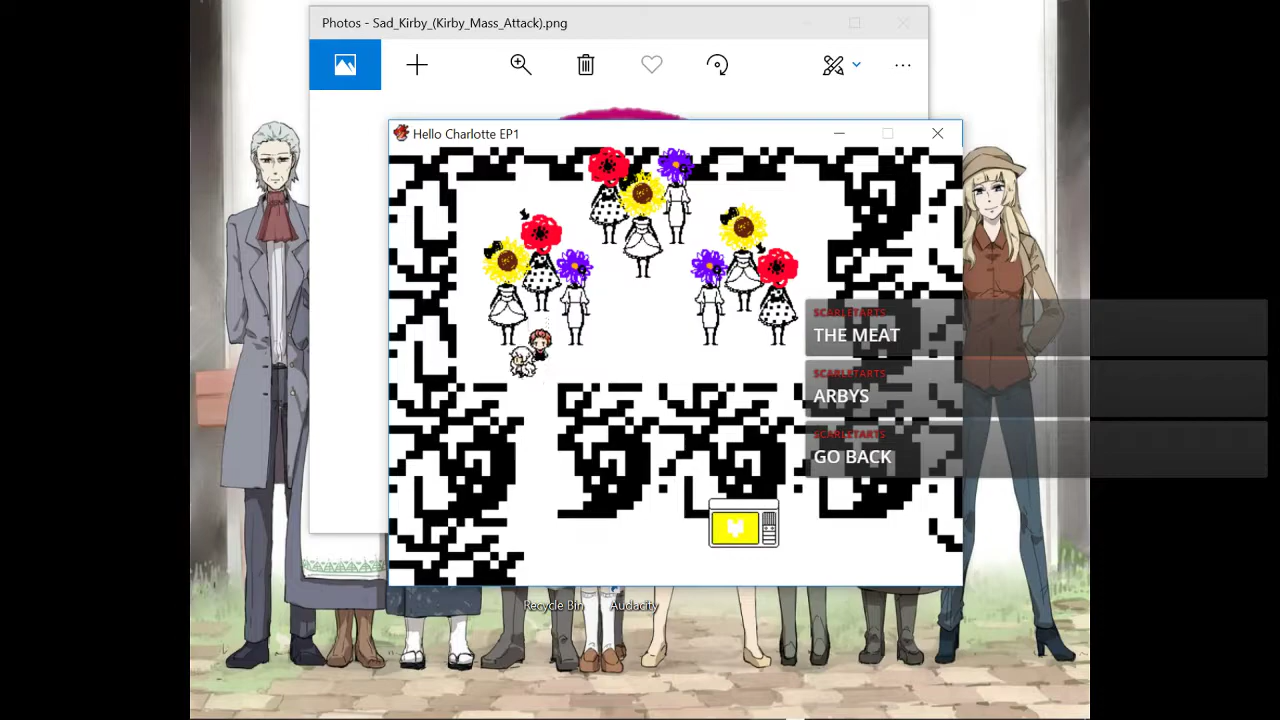 Photos - Sad_Kirby_(Kirby_Mass_Attack).png
Hello Charlotte EP1
SCARLETARTS
THE MEAT
SCARLETARTS
ARBYS
SCARLETARTS
GO BACK
Recycle Bin
Audacity